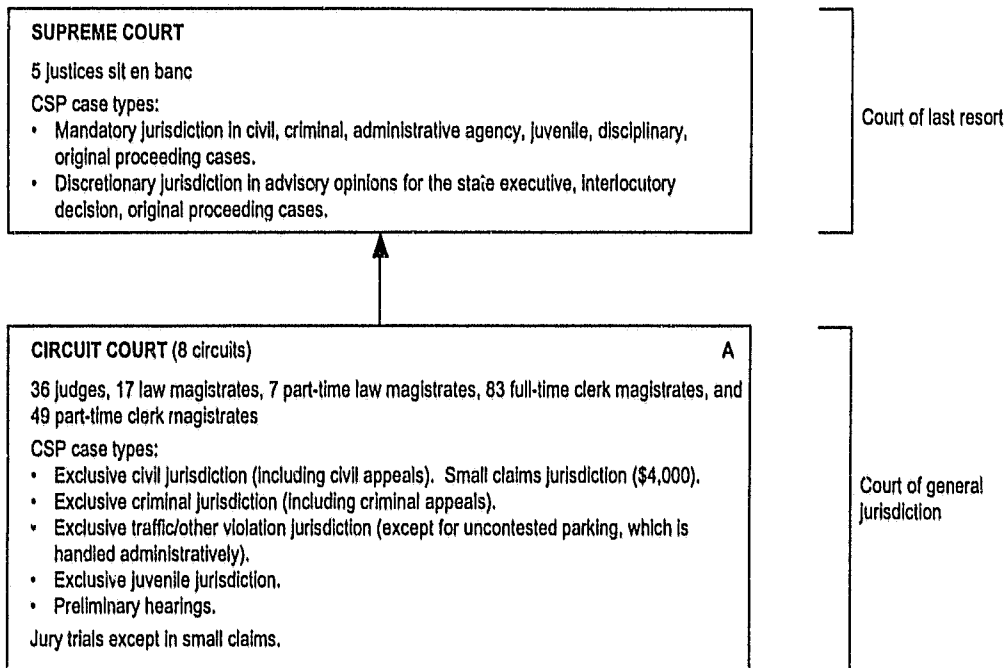 SUPREME COURT
5 justices sit en banc
CSP case types:
• Mandatory jurisdiction in civil, criminal, administrative agency, juvenile, disciplinary,
original proceeding cases.
• Discretionary jurisdiction in advisory opinions for the state executive, interlocutory
decision, original proceeding cases.
Court of last resort
CIRCUIT COURT (8 circuits) A
36 judges, 17 law magistrates, 7 part-time law magistrates, 83 full-time clerk magistrates, and
49 part-time clerk magistrates
CSP case types:
• Exclusive civil jurisdiction (including civil appeals). Small claims jurisdiction ($4,000).
• Exclusive criminal jurisdiction (including criminal appeals).
• Exclusive traffic/other violation jurisdiction (except for uncontested parking, which is
handled administratively).
• Exclusive juvenile jurisdiction.
• Preliminary hearings.
Jury trials except in small claims.
Court of general
jurisdiction